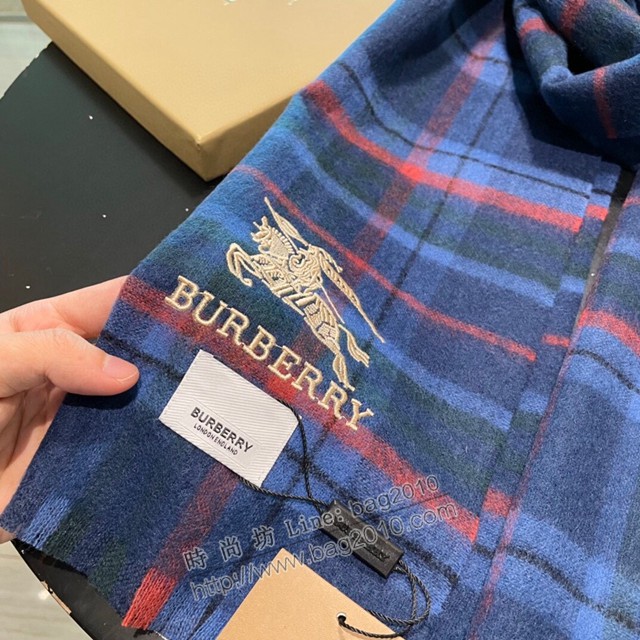 BURBERRY
BURBERRY
LONDON ENGLAND
時尚坊 Line: bag2010
http://www.bag2010.com